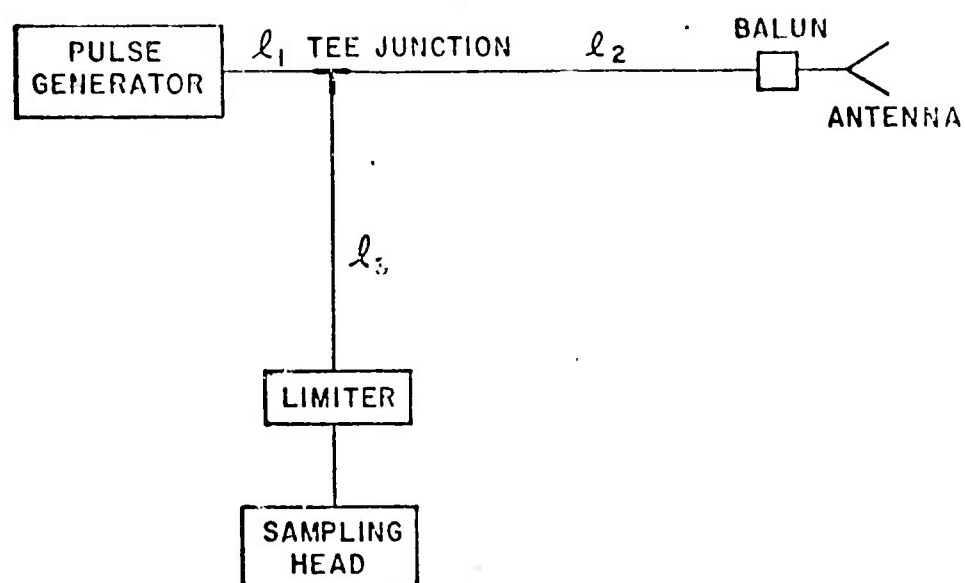 PULSE
GENERATOR
ℓ1 TEE JUNCTION
ℓ2
BALUN
ANTENNA
ℓ3
LIMITER
SAMPLING
HEAD